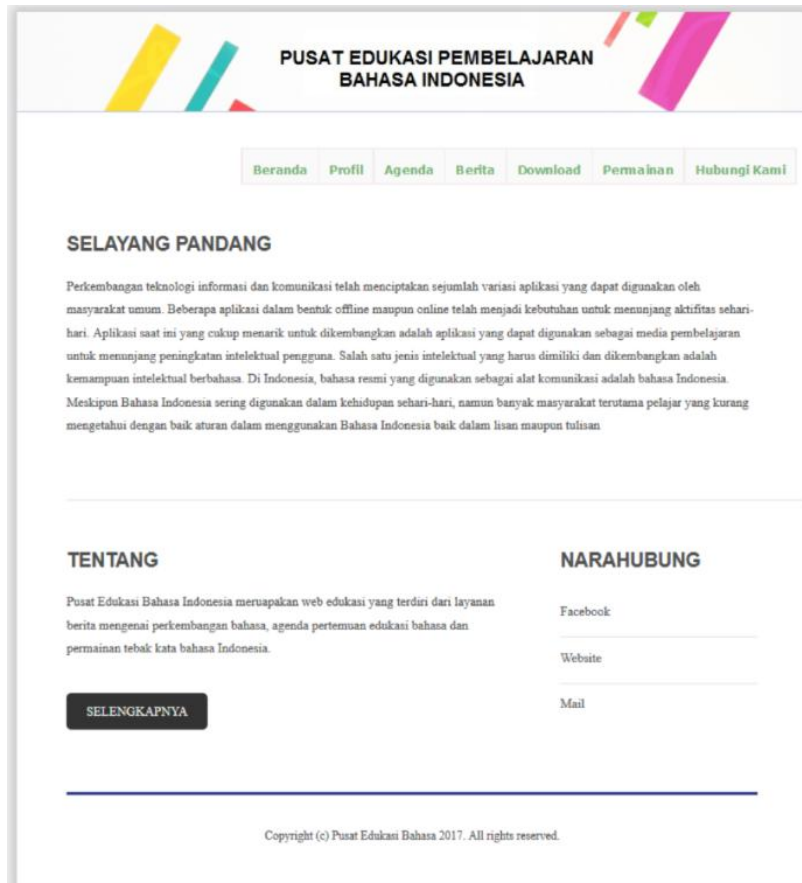 PUSAT EDUKASI PEMBELAJARAN
BAHASA INDONESIA
Beranda Profil Agenda Berita Download Permainan Hubungi Kami
SELAYANG PANDANG
Perkembangan teknologi informasi dan komunikasi telah menciptakan sejumlah variasi aplikasi yang dapat digunakan oleh
masyarakat umum. Beberapa aplikasi dalam bentuk offline maupun online telah menjadi kebutuhan untuk menunjang aktifitas sehari-
hari. Aplikasi saat ini yang cukup menarik untuk dikembangkan adalah aplikasi yang dapat digunakan sebagai media pembelajaran
untuk menunjang peningkatan intelektual pengguna. Salah satu jenis intelektual yang harus dimiliki dan dikembangkan adalah
kemampuan intelektual berbahasa. Di Indonesia, bahasa resmi yang digunakan sebagai alat komunikasi adalah bahasa Indonesia.
Meskipun Bahasa Indonesia sering digunakan dalam kehidupan sehari-hari, namun banyak masyarakat terutama pelajar yang kurang
mengetahui dengan baik aturan dalam menggunakan Bahasa Indonesia baik dalam lisan maupun tulisan
TENTANG
Pusat Edukasi Bahasa Indonesia meruapakan web edukasi yang terdiri dari layanan
berita mengenai perkembangan bahasa, agenda pertemuan edukasi bahasa dan
permainan tebak kata bahasa Indonesia.
SELENGKAPNYA
NARAHUBUNG
Facebook
Website
Mail
Copyright (c) Pusat Edukasi Bahasa 2017. All rights reserved.